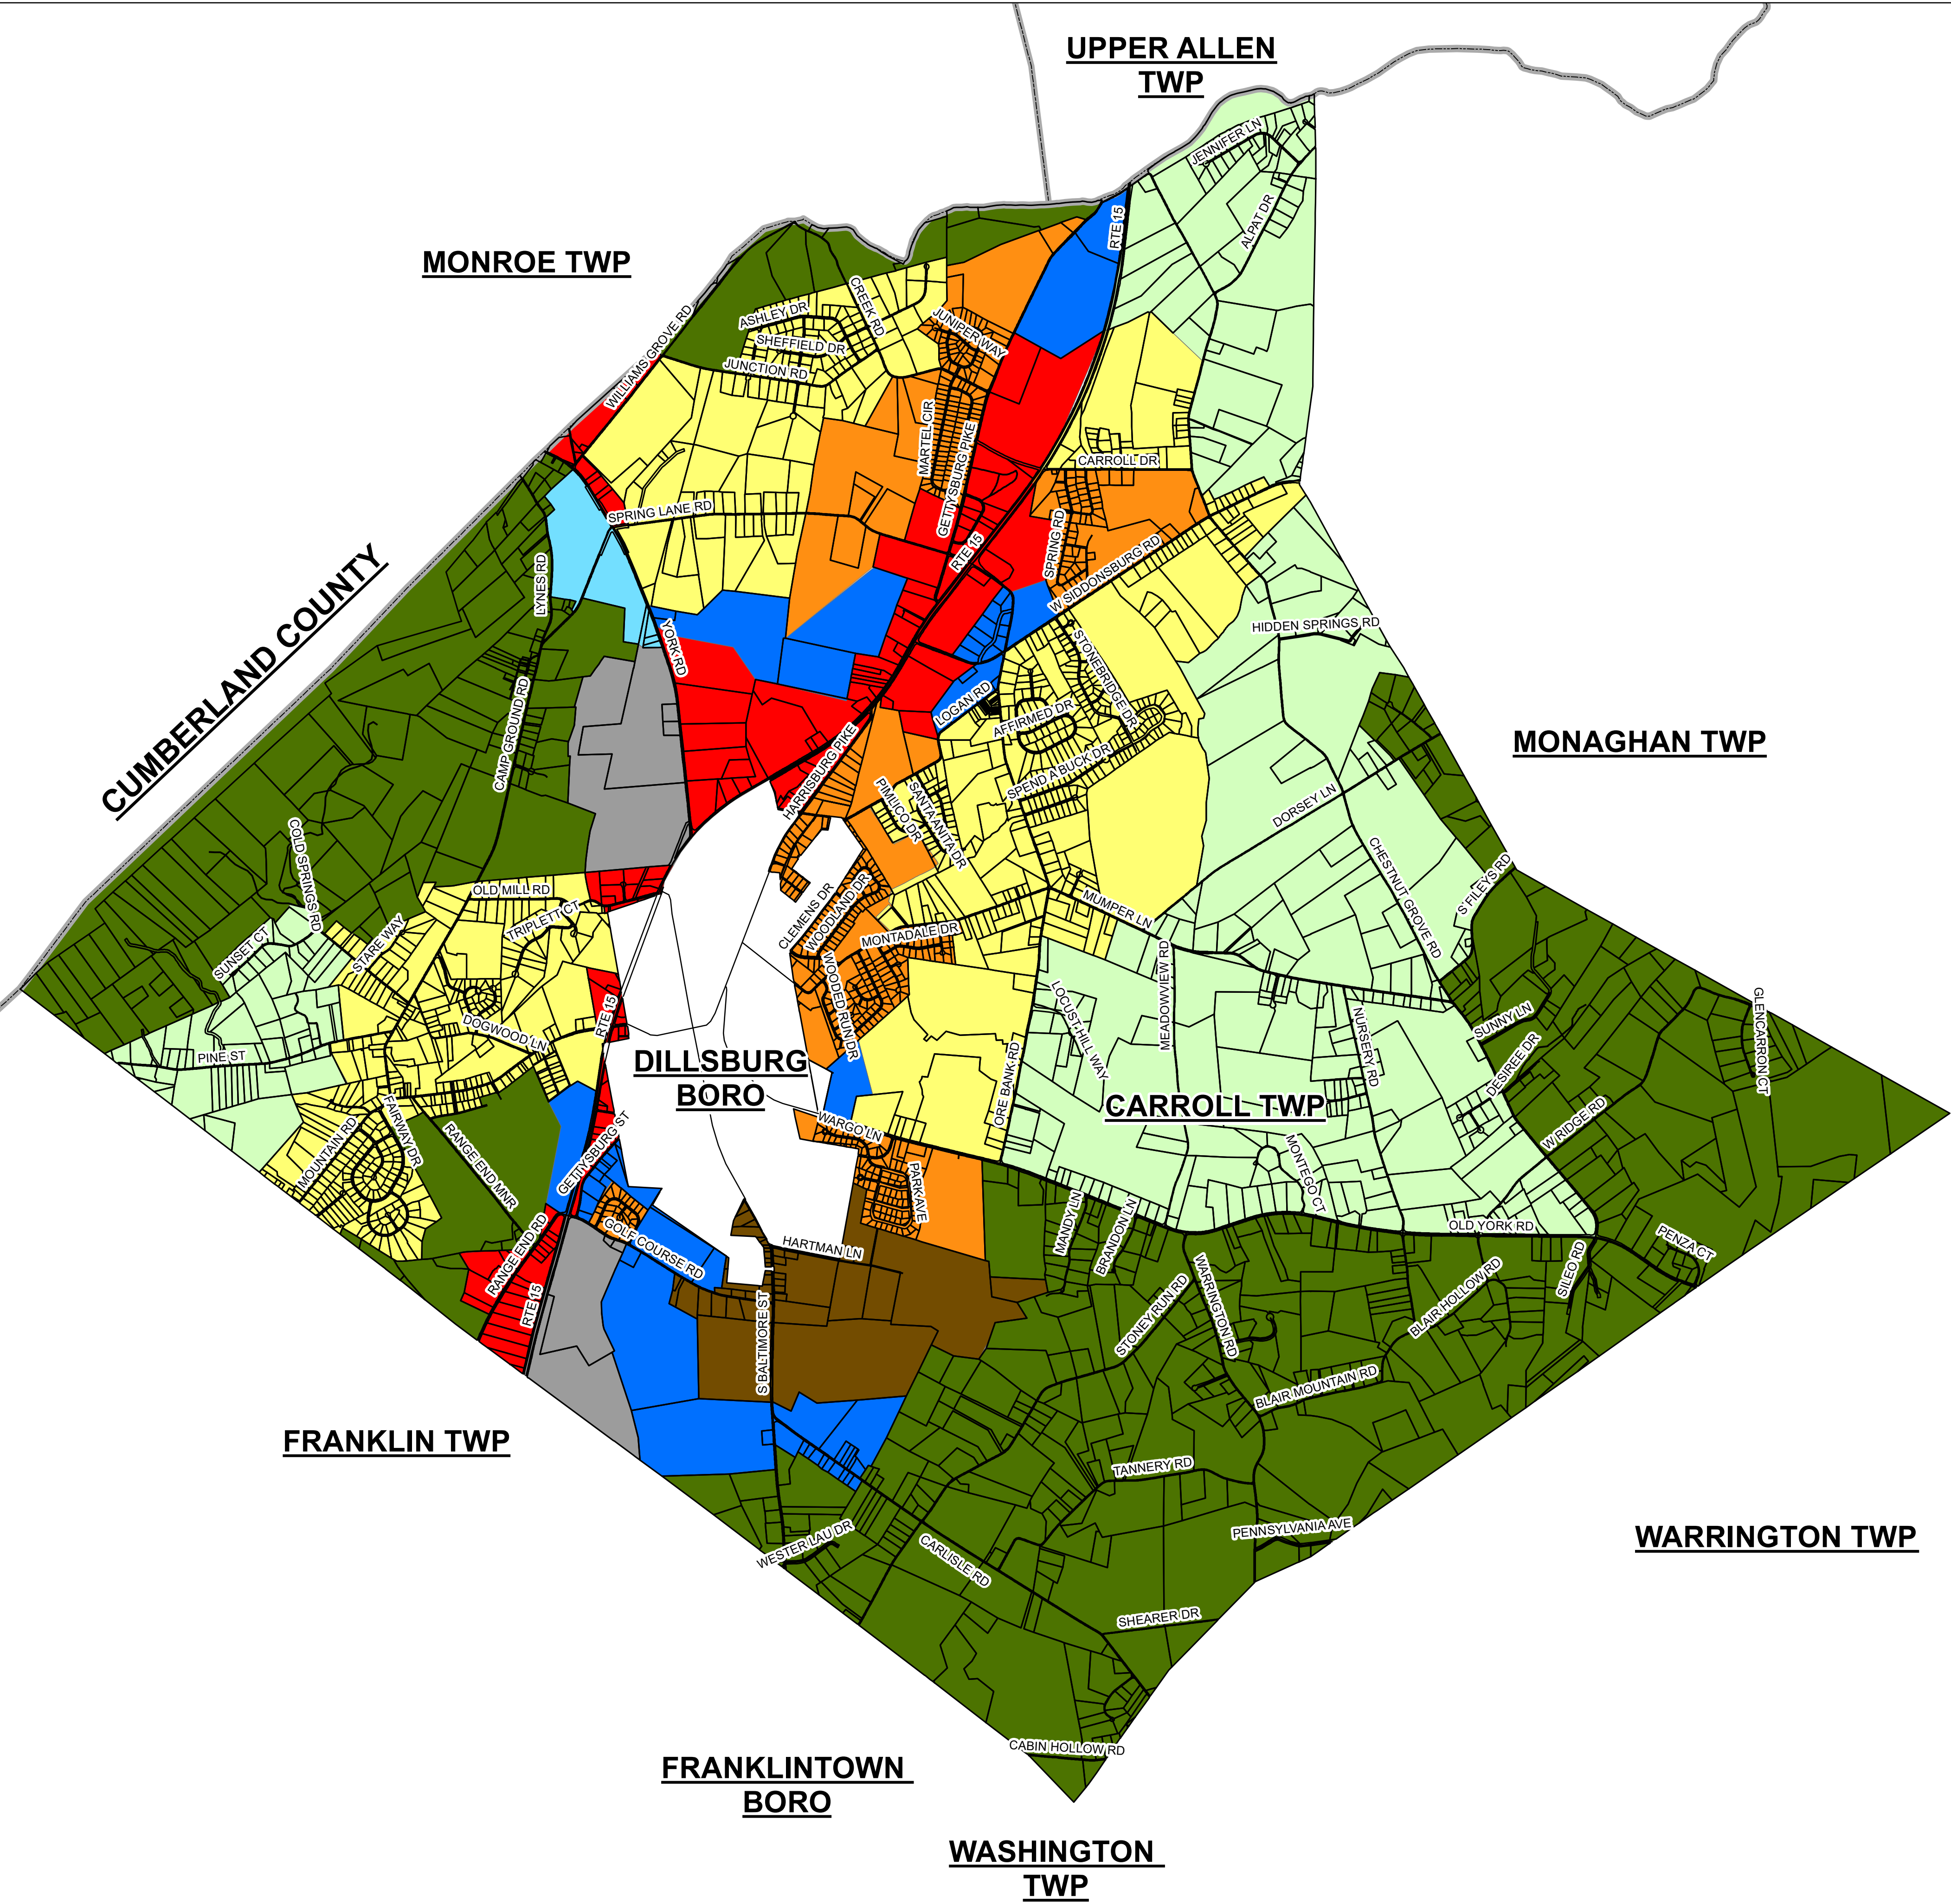 UPPER ALLEN
TWP
JENNIFER LN
ALPAT DR
RTE 15
MONROE TWP
CREEK RD
ASHLEY DR
JUNIPER WAY
SHEFFIELD DR
WILLIAMS GROVE RD
JUNCTION RD
MARTEL CIR
GETTYSBURG PIKE
CARROLL DR
SPRING LANE RD
RTE 15
SPRING RD
W SIDDONSBURG RD
CUMBERLAND COUNTY
LYNES RD
YORK RD
HIDDEN SPRINGS RD
STONEBRIDGE DR
CAMP GROUND RD
LOGAN RD
AFFIRMED DR
MONAGHAN TWP
HARRISBURG PIKE
SPEND A BUCK DR
PIMLICO DR
SANTA ANITA DR
DORSEY LN
COLD SPRINGS RD
CHESTNUT GROVE RD
OLD MILL RD
S FILEYS RD
CLEMENS DR
WOODLAND DR
MUMPER LN
TRIPLETT CT
STARE WAY
SUNSET CT
MONTADALE DR
MEADOWVIEW RD
WOODED RUN DR
LOCUST HILL WAY
GLENCARRON CT
RTE 15
DOGWOOD LN
SUNNY LN
NURSERY RD
PINE ST
DILLSBURG
BORO
DESIREE DR
ORE BANK RD
CARROLL TWP
FAIRWAY DR
GETTYSBURG ST
WARGO LN
W RIDGE RD
MOUNTAIN RD
RANGE END MNR
MONTEGO CT
PARK AVE
MANDY LN
BRANDON LN
OLD YORK RD
RANGE END RD
GOLF COURSE RD
HARTMAN LN
PENZA CT
SILEO RD
WARRINGTON RD
BLAIR HOLLOW RD
RTE 15
STONEY RUN RD
S BALTIMORE ST
BLAIR MOUNTAIN RD
FRANKLIN TWP
TANNERY RD
PENNSYLVANIA AVE
WESTER LAU DR
CARLISLE RD
WARRINGTON TWP
SHEARER DR
CABIN HOLLOW RD
FRANKLINTOWN
BORO
WASHINGTON
TWP